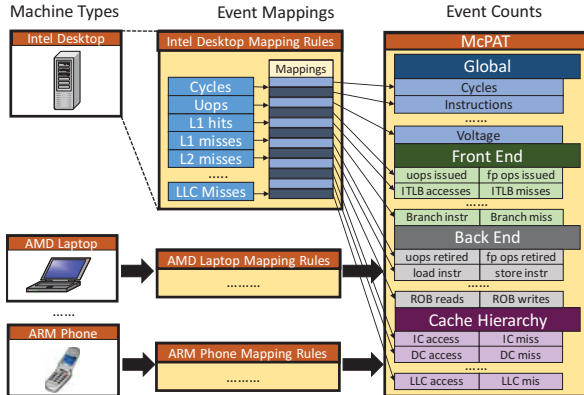 Machine Types
Event Mappings
Event Counts
Intel Desktop
Intel Desktop Mapping Rules
Mappings
Cycles
Uops
L1 hits
L1 misses
L2 misses
.....
LLC Misses
McPAT
Global
Cycles
Instructions
......
Voltage
Front End
uops issued fp ops issued
ITLB accesses ITLB misses
......
Branch instr Branch miss
Back End
uops retired fp ops retired
load instr store instr
......
ROB reads ROB writes
Cache Hierarchy
IC access IC miss
DC access DC miss
......
LLC access LLC mis
AMD Laptop
AMD Laptop Mapping Rules
………
......
ARM Phone
ARM Phone Mapping Rules
………